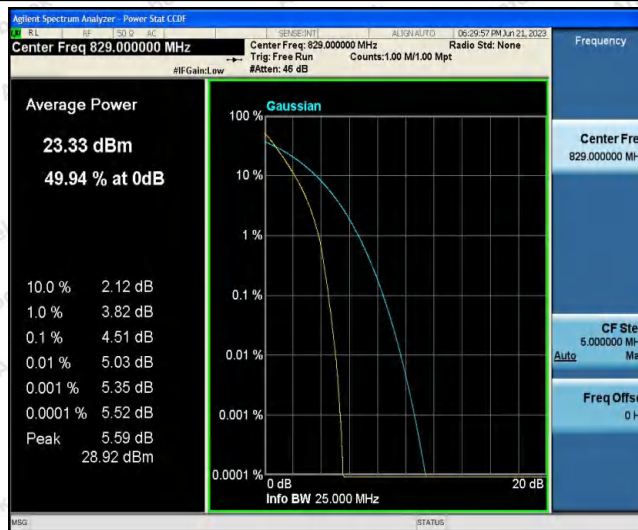 Agilent Spectrum Analyzer - Power Stat CCDF
RL RF 50 Ω AC SENSE:INT ALIGN AUTO 06:29:57 PM Jun 21, 2023
Center Freq 829.000000 MHz
Center Freq: 829.000000 MHz Radio Std: None
Trig: Free Run Counts:1.00 M/1.00 Mpt
#IFGain:Low #Atten: 46 dB
Frequency
Average Power
23.33 dBm
49.94 % at 0dB
10.0 % 2.12 dB
1.0 % 3.82 dB
0.1 % 4.51 dB
0.01 % 5.03 dB
0.001 % 5.35 dB
0.0001 % 5.52 dB
Peak 5.59 dB
28.92 dBm
Gaussian
100 %
10 %
1 %
0.1 %
0.01 %
0.001 %
0.0001 %
0 dB 20 dB
Info BW 25.000 MHz
Center Fre
829.000000 MH
CF Ste
5.000000 MH
Auto Ma
Freq Offse
0 H
MSG STATUS